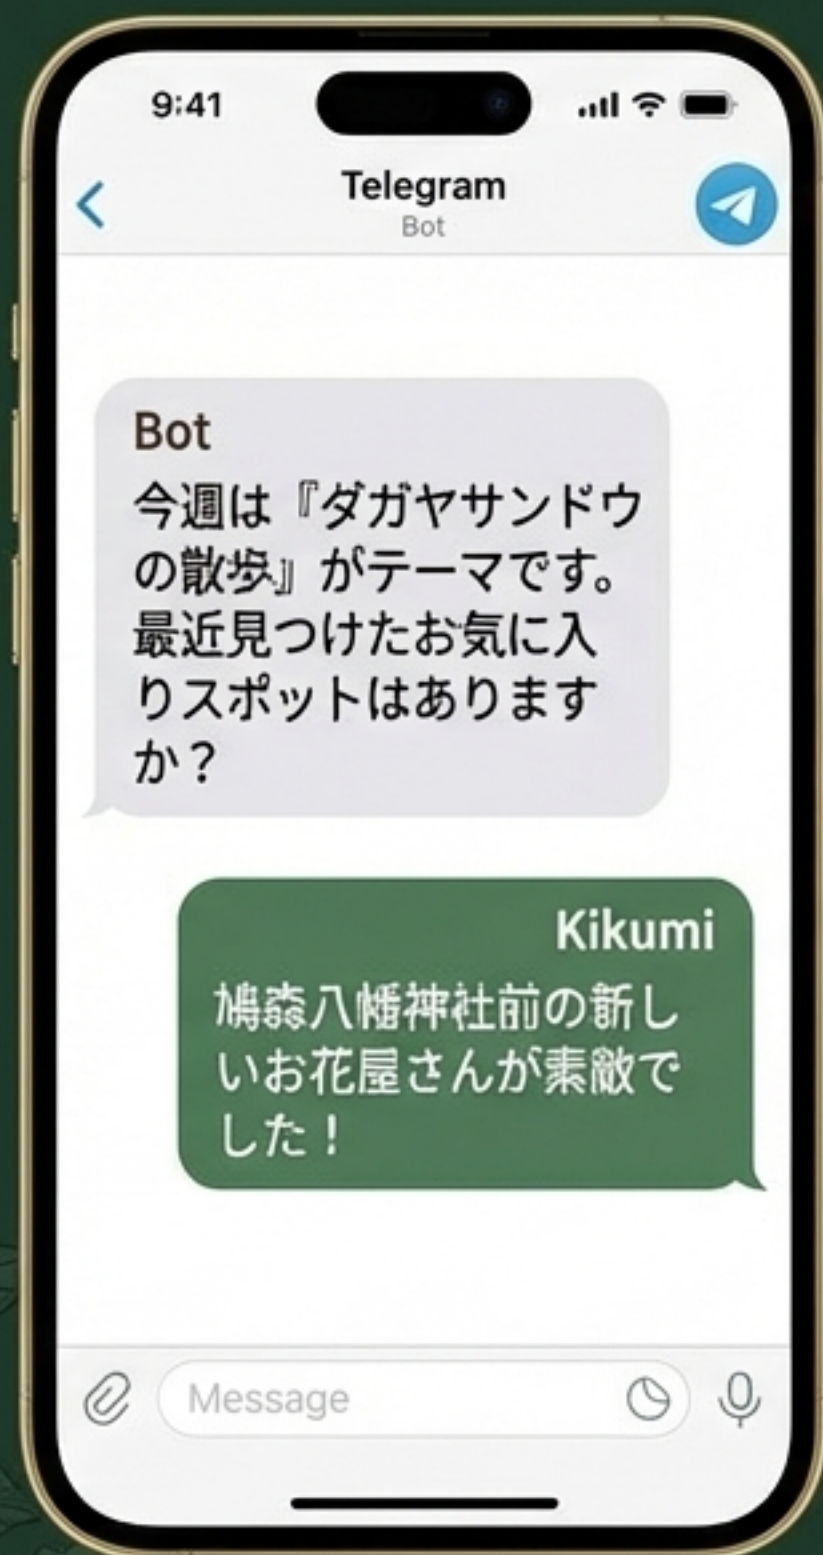 9:41
Telegram
Bot
Bot
今週は『ダガヤサンドウ
の散歩』がテーマです。
最近見つけたお気に入
りスポットはあります
か？
Kikumi
鳩森八幡神社前の新し
いお花屋さんが素敵で
した！
Message